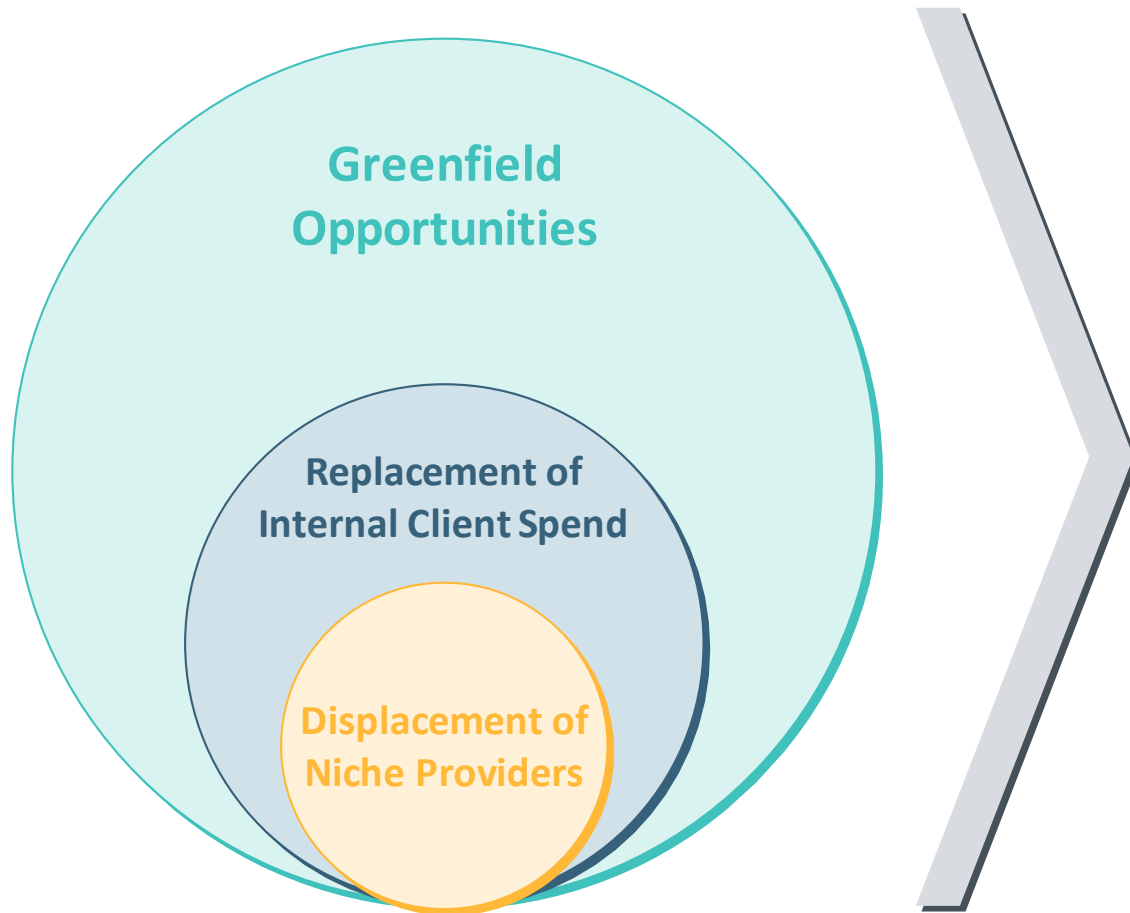 Greenfield
Opportunities
Replacement of
Internal Client Spend
Displacement of
Niche Providers